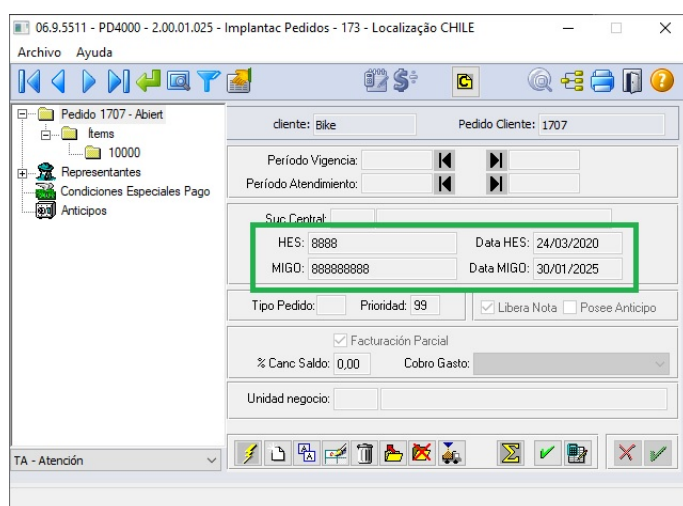 06.9.5511 - PD4000 - 2.00.01.025 - Implantac Pedidos - 173 - Localização CHILE
Archivo Ayuda
Pedido 1707 - Abiert
Ítems
10000
Representantes
Condiciones Especiales Pago
Anticipos
TA - Atención
cliente: Bike Pedido Cliente: 1707
Período Vigencia:
Período Atendimiento:
Suc Central:
HES: 8888 Data HES: 24/03/2020
MIGO: 888888888 Data MIGO: 30/01/2025
Tipo Pedido: Prioridad: 99 Libera Nota Posee Anticipo
Facturación Parcial
% Canc Saldo: 0,00 Cobro Gasto:
Unidad negocio: